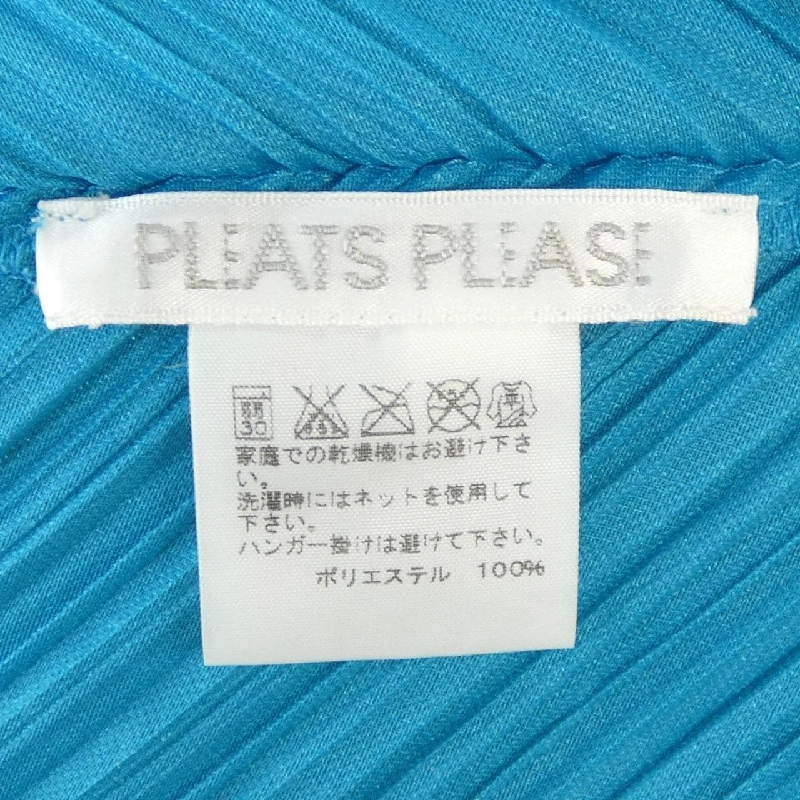 PLEATS PLEASE
弱
30
家庭での乾燥機はお避け下さ
い。
洗濯時にはネットを使用して
下さい。
ハンガー掛けは避けて下さい。
ポリエステル 100%